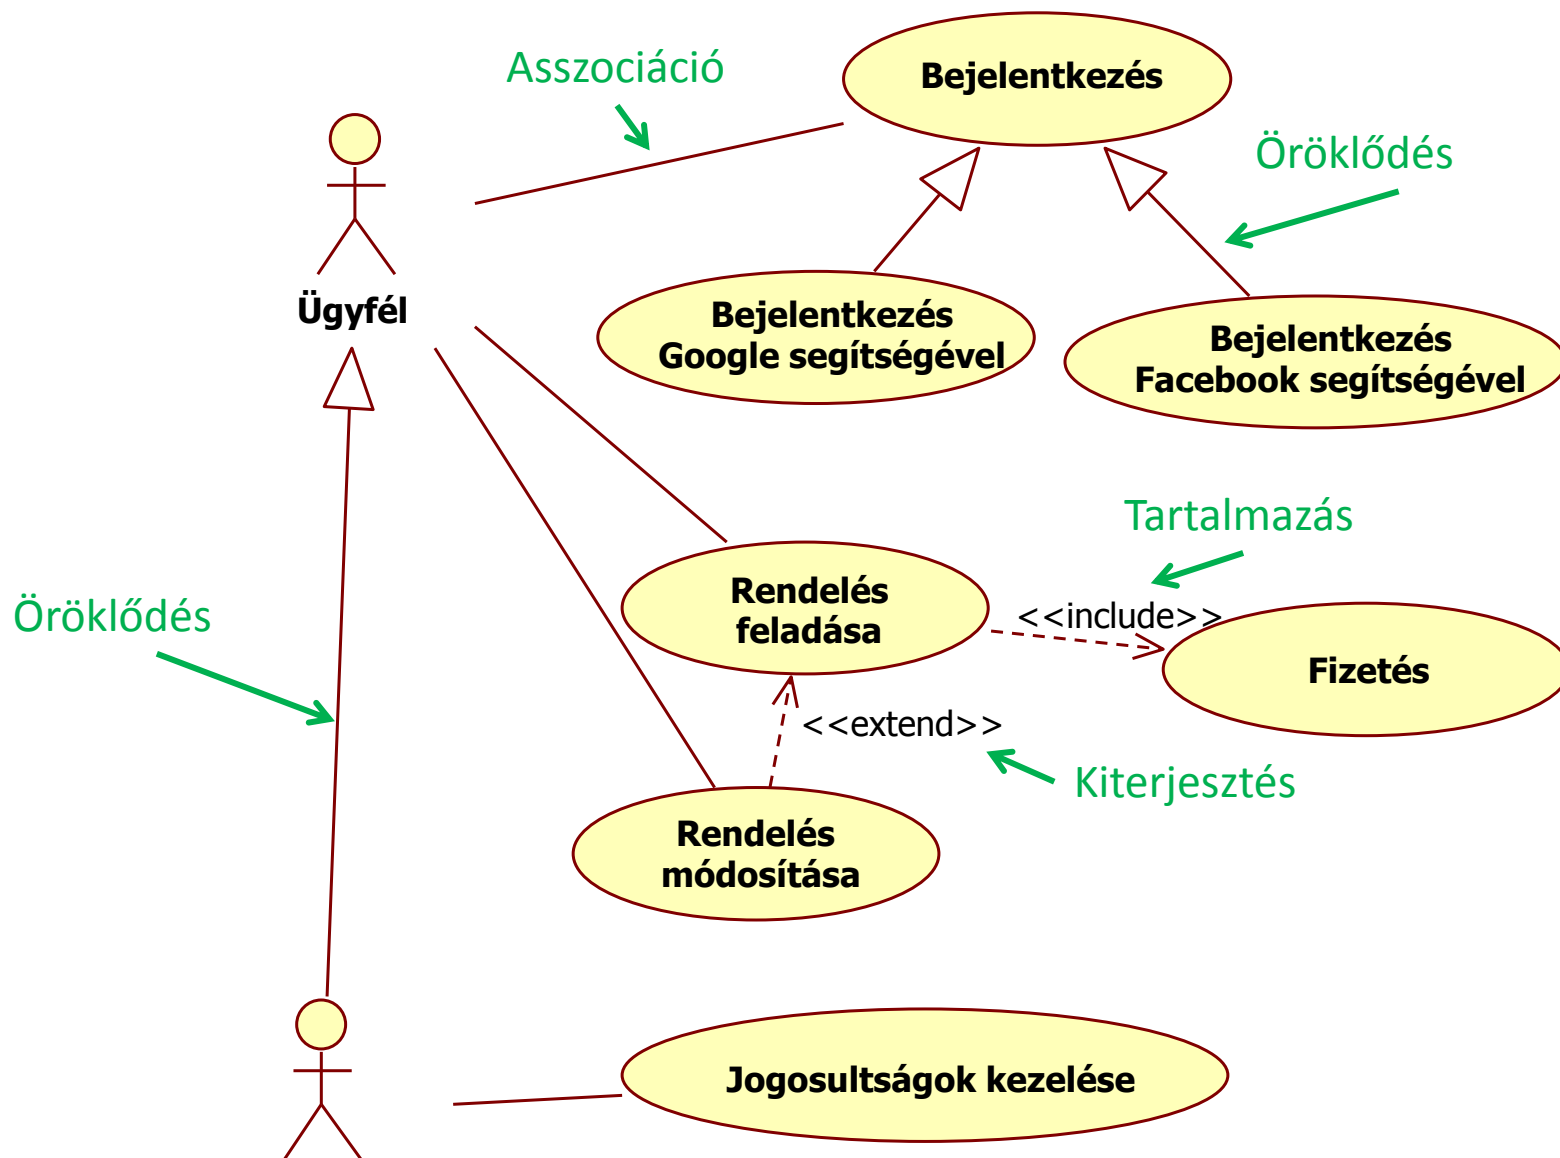 Asszociáció
Bejelentkezés
Öröklődés
Ügyfél
Bejelentkezés
Google segítségével
Bejelentkezés
Facebook segítségével
Tartalmazás
Öröklődés
Rendelés
feladása
<<include>>
Fizetés
<<extend>>
Kiterjesztés
Rendelés
módosítása
Jogosultságok kezelése